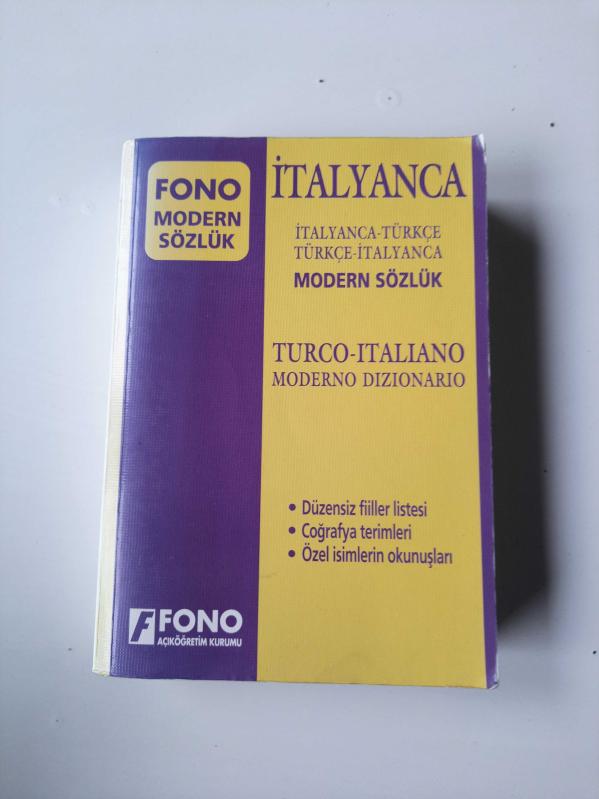 FONO
MODERN
SÖZLÜK
İTALYANCA
İTALYANCA-TÜRKÇE
TÜRKÇE-İTALYANCA
MODERN SÖZLÜK
TURCO-ITALIANO
MODERNO DIZIONARIO
• Düzensiz fiiller listesi
• Coğrafya terimleri
• Özel isimlerin okunuşları
F FONO
AÇIKÖĞRETİM KURUMU